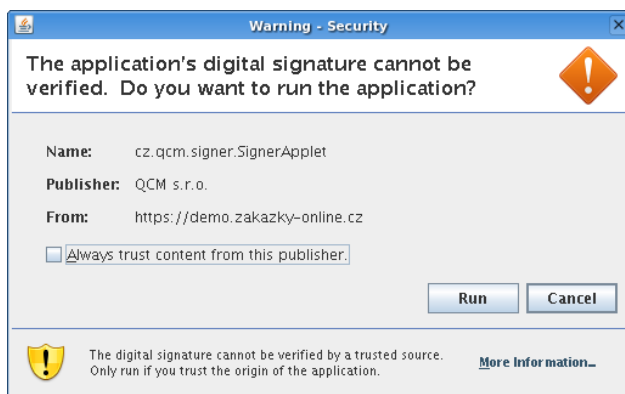 Warning - Security
The application's digital signature cannot be
verified. Do you want to run the application?
Name: cz.qcm.signer.SignerApplet
Publisher: QCM s.r.o.
From: https://demo.zakazky-online.cz
Always trust content from this publisher.
Run Cancel
The digital signature cannot be verified by a trusted source.
Only run if you trust the origin of the application.
More Information...